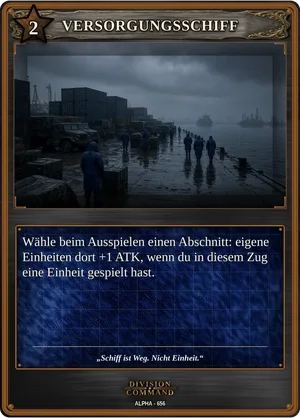 2
VERSORGUNGSSCHIFF
Wähle beim Ausspielen einen Abschnitt: eigene
Einheiten dort +1 ATK, wenn du in diesem Zug
eine Einheit gespielt hast.
„Schiff ist Weg. Nicht Einheit.“
DIVISION
COMMAND
ALPHA - 656